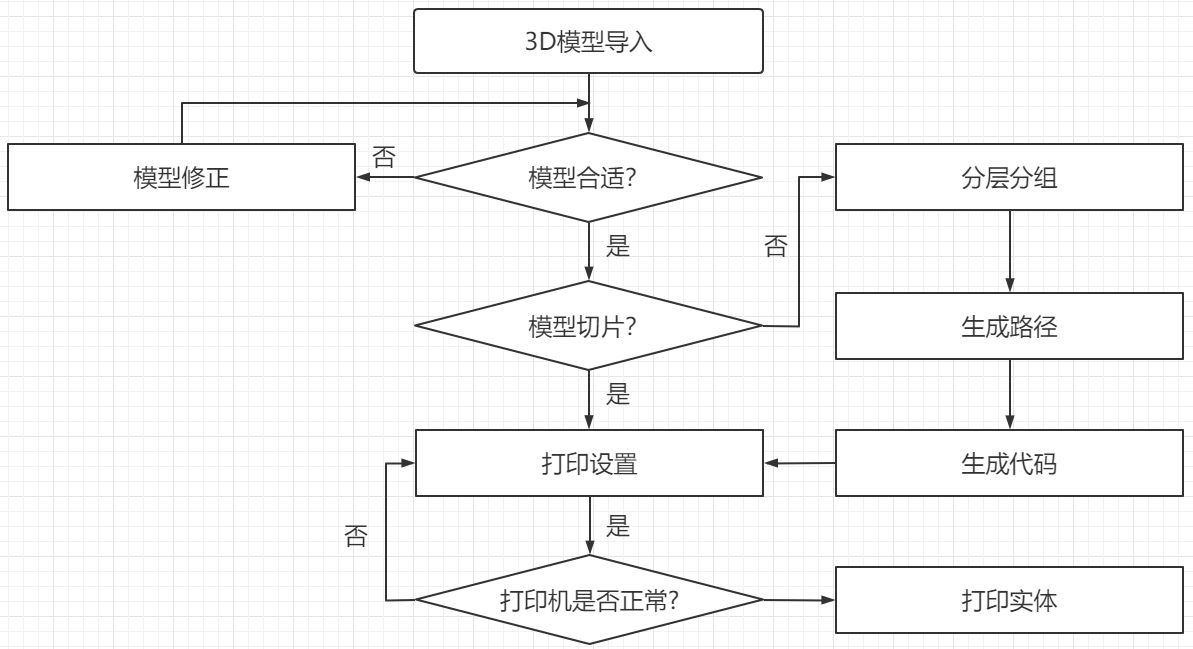 3D模型导入
否
模型修正
模型合适?
分层分组
是
否
模型切片?
生成路径
是
打印设置
生成代码
是
否
打印机是否正常?
打印实体